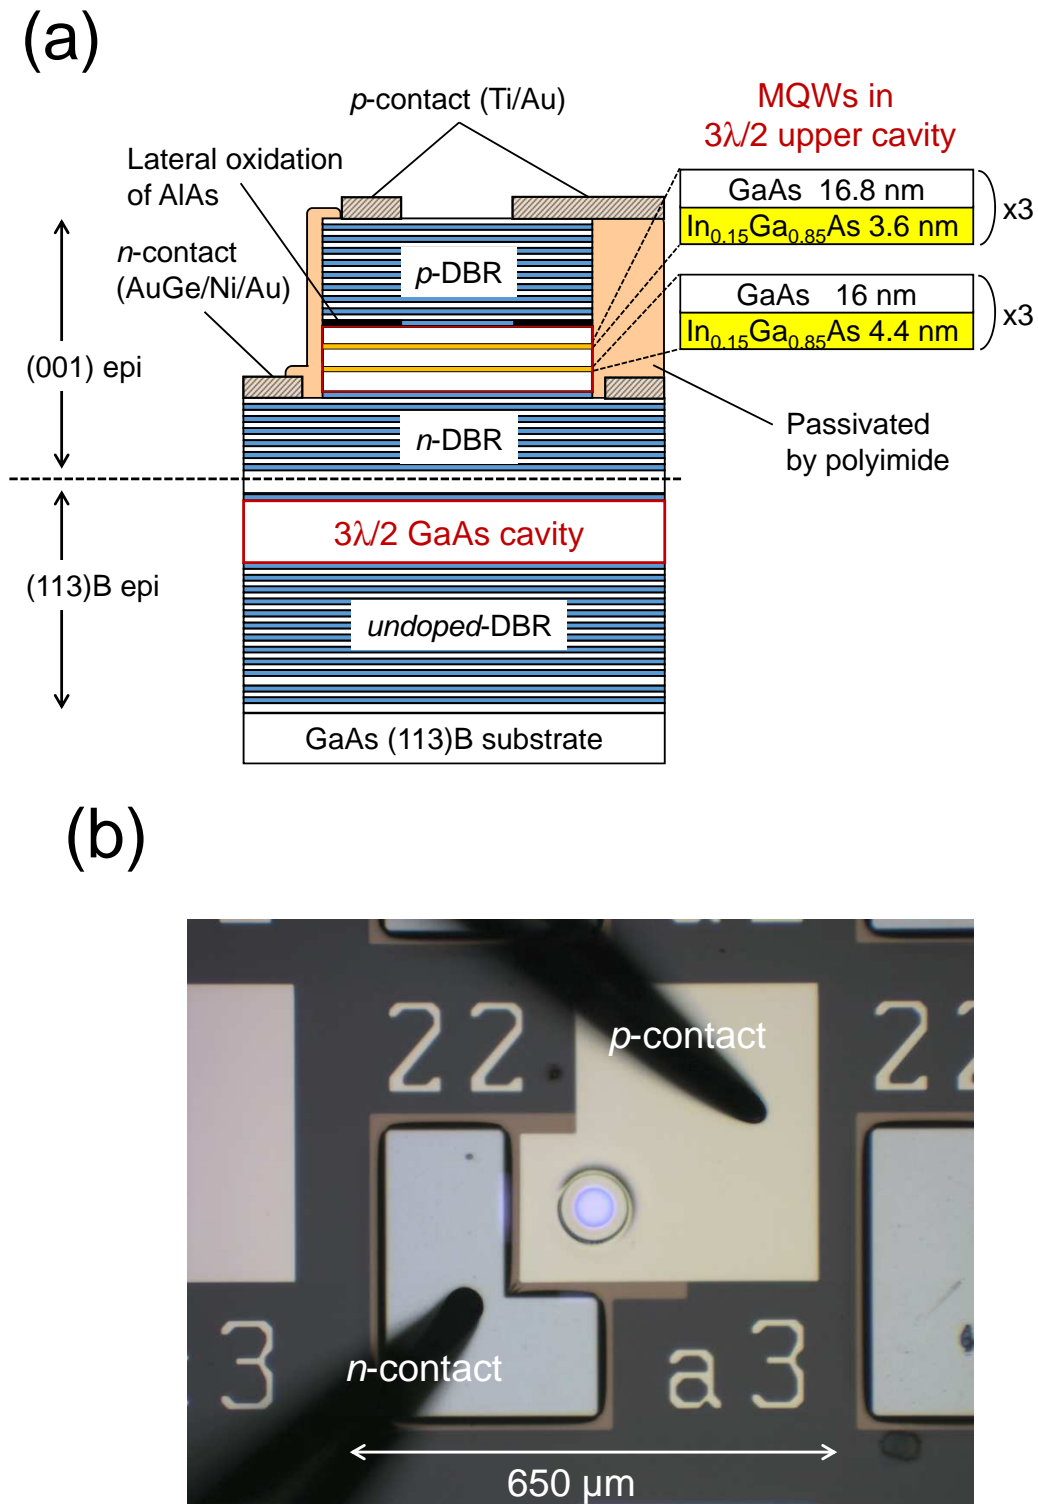 (a)
p-contact (Ti/Au)
MQWs in
3λ/2 upper cavity
Lateral oxidation
of AlAs
GaAs 16.8 nm
In0.15Ga0.85As 3.6 nm
x3
n-contact
(AuGe/Ni/Au)
p-DBR
GaAs 16 nm
In0.15Ga0.85As 4.4 nm
x3
(001) epi
n-DBR
Passivated
by polyimide
3λ/2 GaAs cavity
(113)B epi
undoped-DBR
GaAs (113)B substrate
(b)
22
p-contact
22
n-contact
3
a3
650 μm